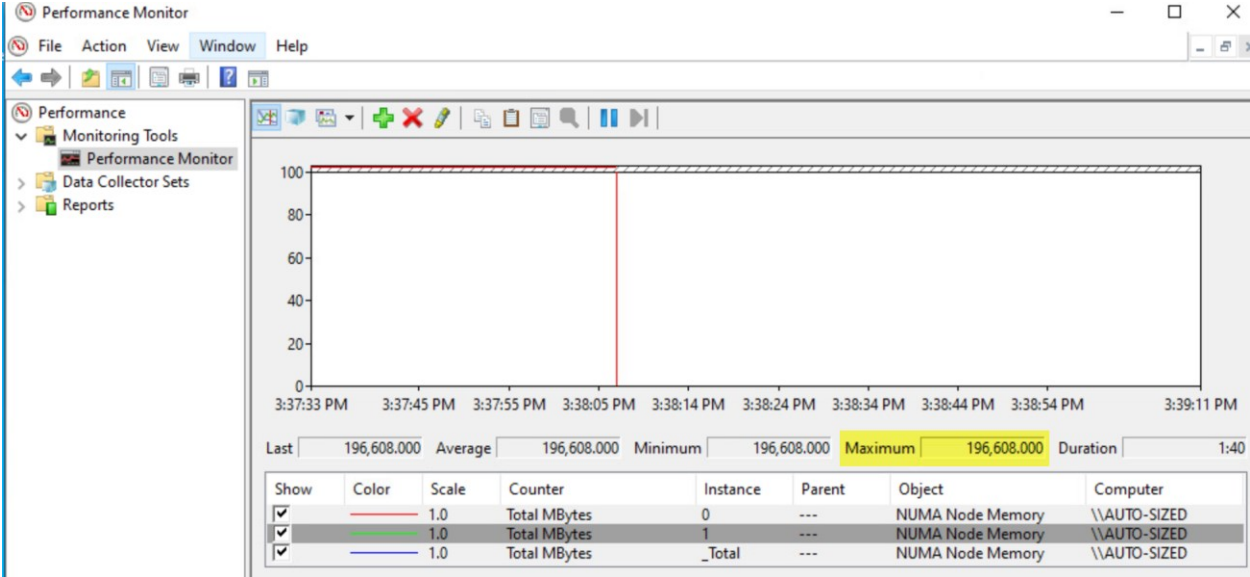 Performance Monitor
File Action View Window Help
Performance
Monitoring Tools
Performance Monitor
Data Collector Sets
Reports
100
80
60
40
20
0
3:37:33 PM 3:37:45 PM 3:37:55 PM 3:38:05 PM 3:38:14 PM 3:38:24 PM 3:38:34 PM 3:38:44 PM 3:38:54 PM 3:39:11 PM
Last 196,608.000 Average 196,608.000 Minimum 196,608.000 Maximum 196,608.000 Duration 1:40
Show Color Scale Counter Instance Parent Object Computer
1.0 Total MBytes 0 --- NUMA Node Memory \\AUTO-SIZED
1.0 Total MBytes 1 --- NUMA Node Memory \\AUTO-SIZED
1.0 Total MBytes _Total --- NUMA Node Memory \\AUTO-SIZED